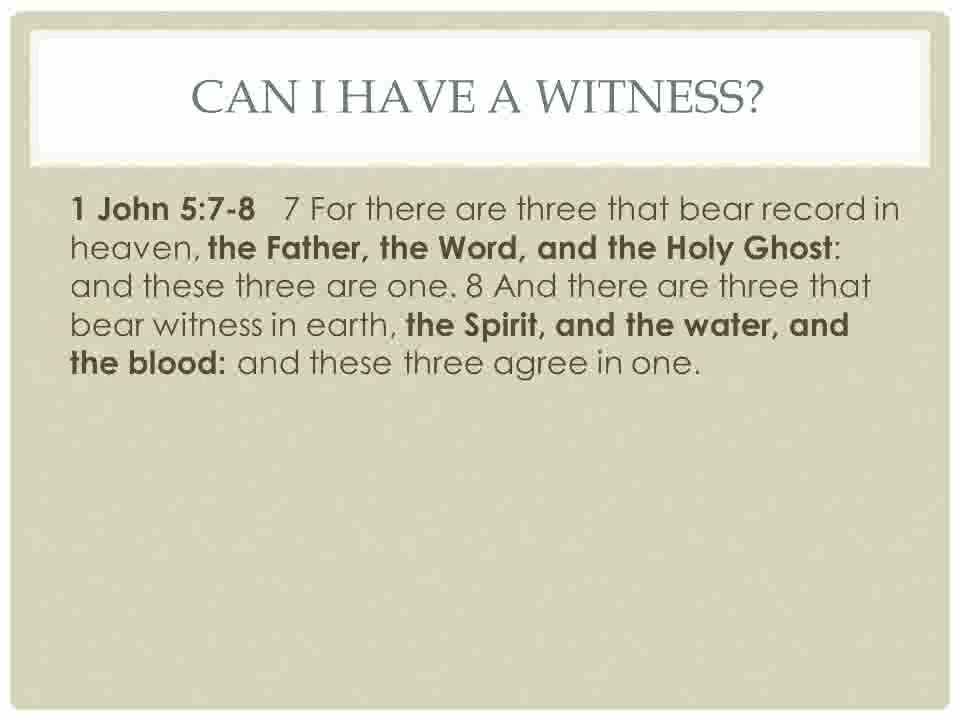 CAN I HAVE A WITNESS?
1 John 5:7-8 7 For there are three that bear record in
heaven, the Father, the Word, and the Holy Ghost:
and these three are one. 8 And there are three that
bear witness in earth, the Spirit, and the water, and
the blood: and these three agree in one.